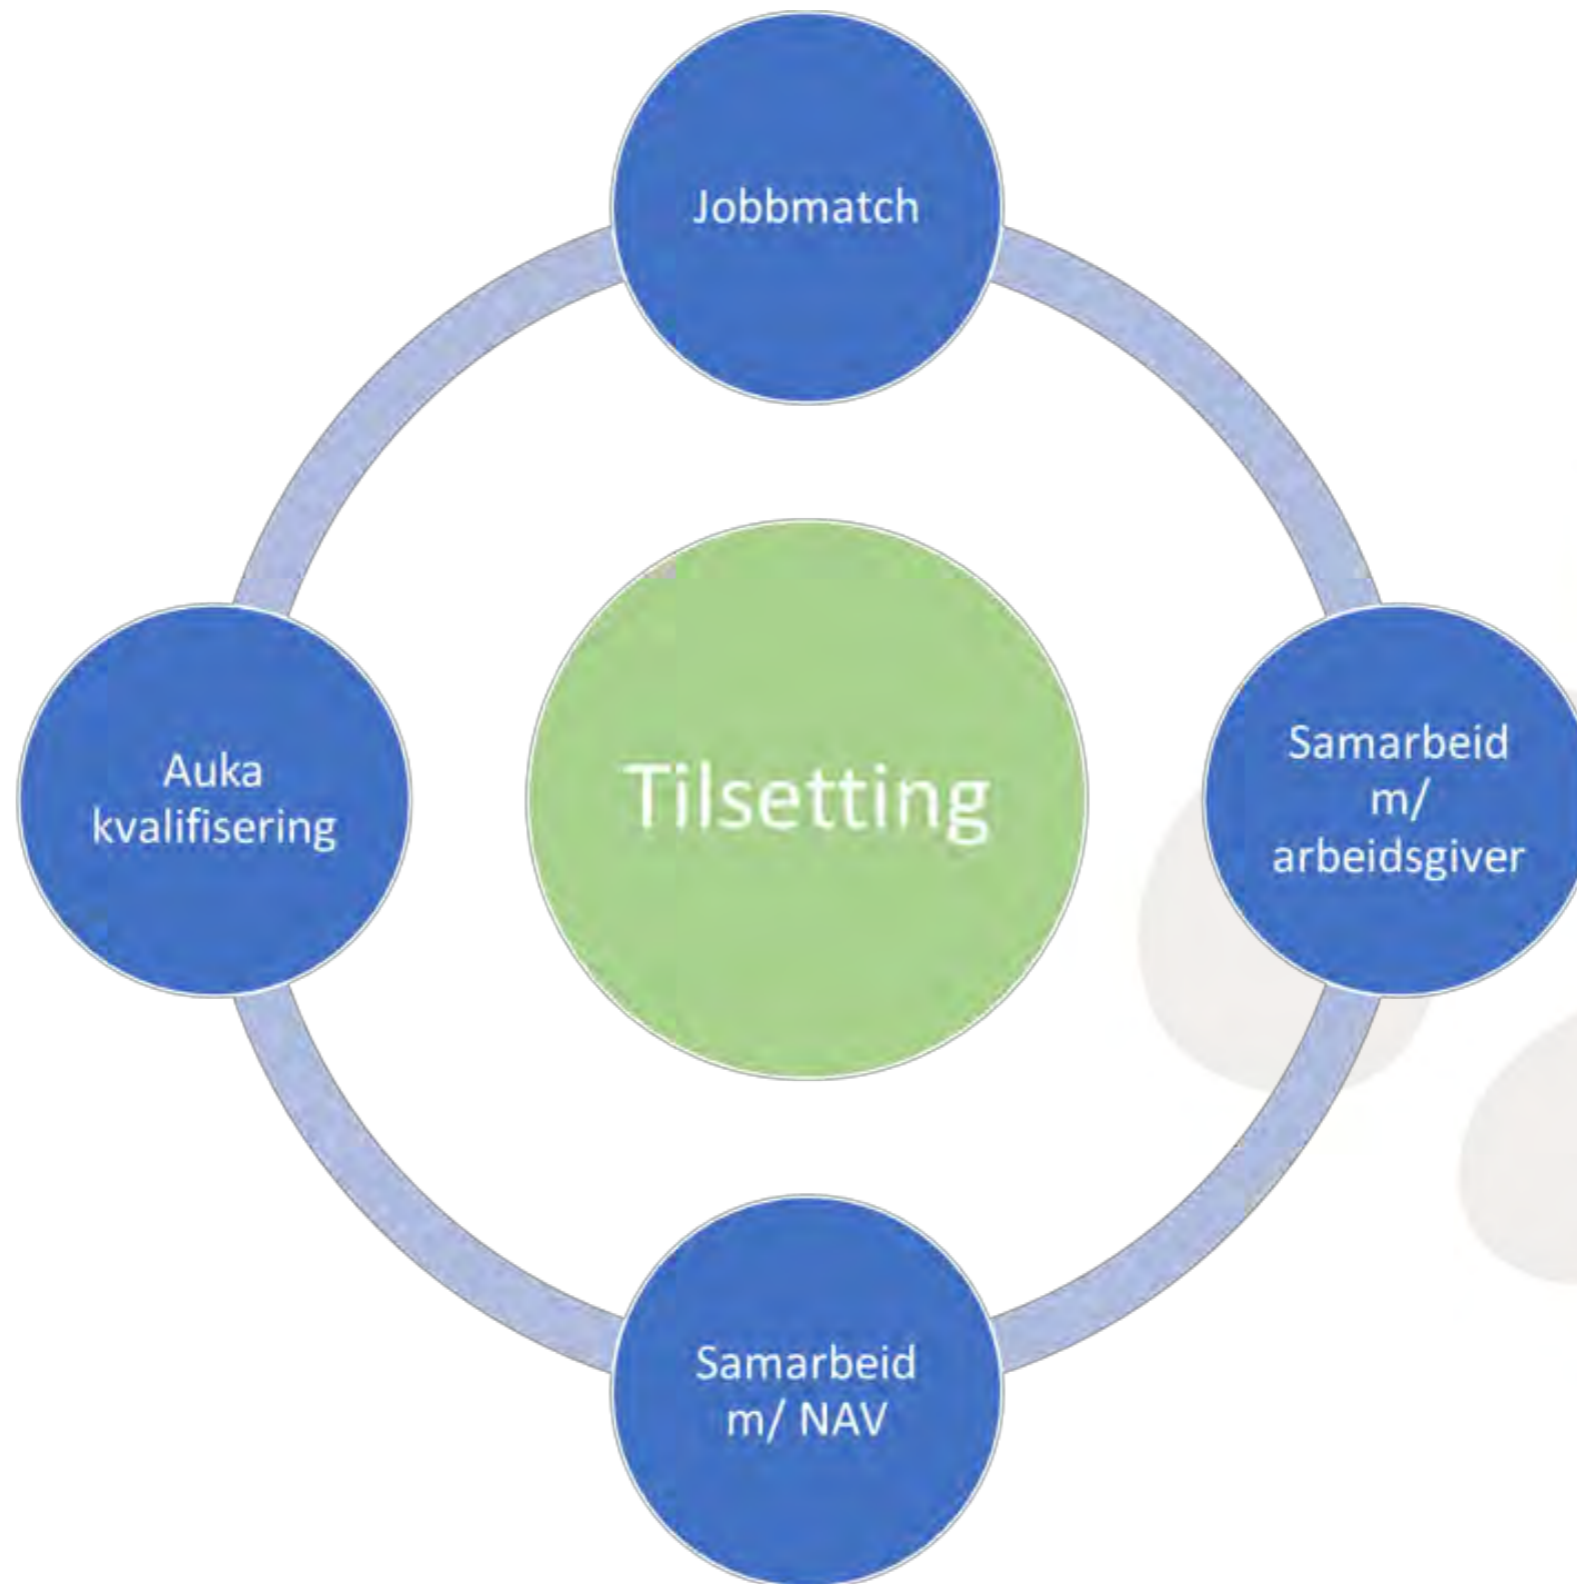 Jobbmatch
Auka
kvalifisering
Tilsetting
Samarbeid
m/
arbeidsgiver
Samarbeid
m/ NAV